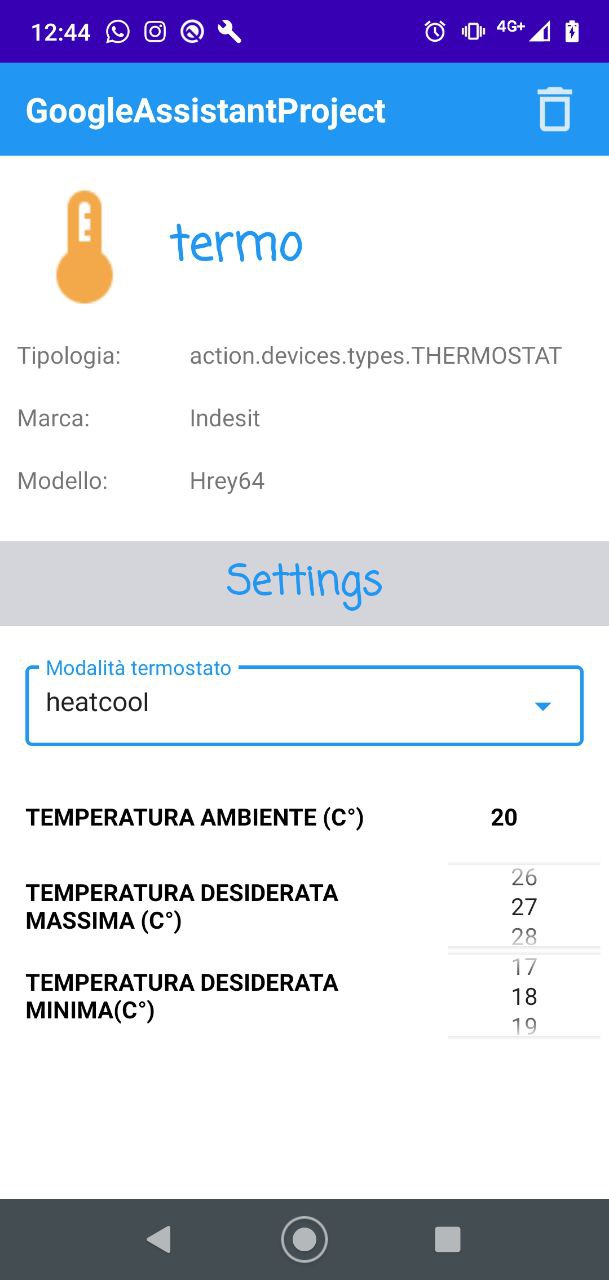 12:44 4G+
GoogleAssistantProject
termo
Tipologia: action.devices.types.THERMOSTAT
Marca: Indesit
Modello: Hrey64
Settings
Modalità termostato
heatcool
TEMPERATURA AMBIENTE (C°) 20
26
TEMPERATURA DESIDERATA 27
MASSIMA (C°) 28
17
TEMPERATURA DESIDERATA 18
MINIMA(C°) 19